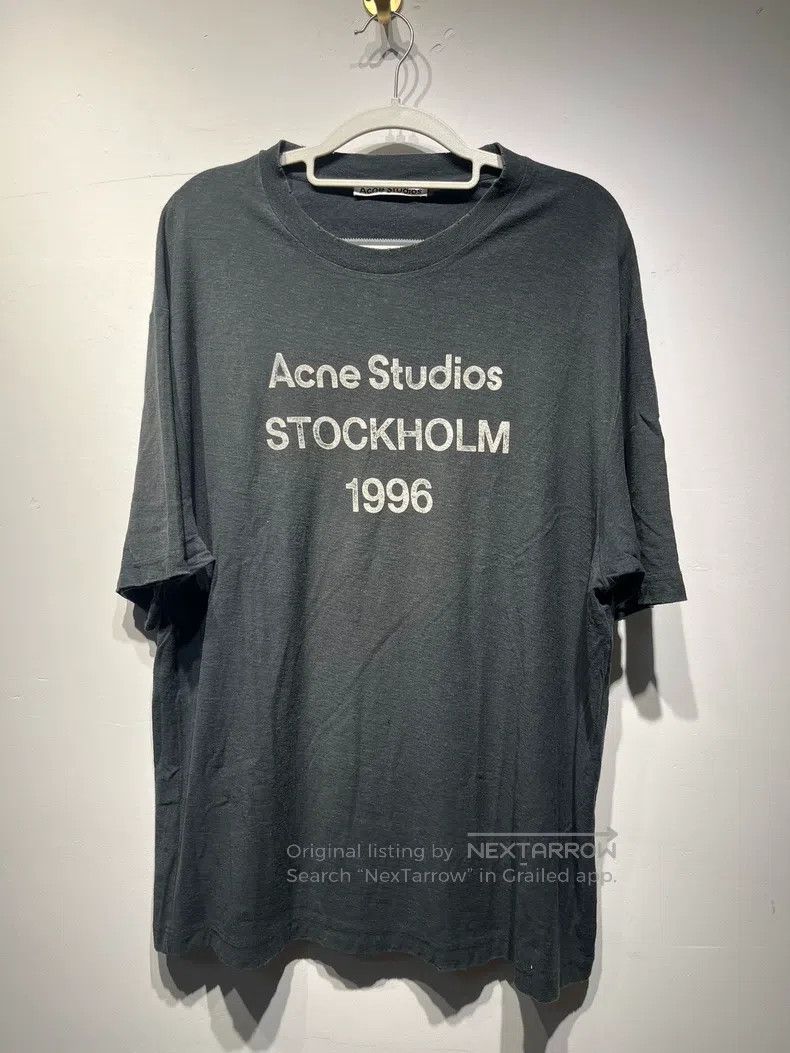 Acne Studios
Acne Studios
STOCKHOLM
1996
Original listing by NEXTARROW
Search “NexTarrow” in Grailed app.